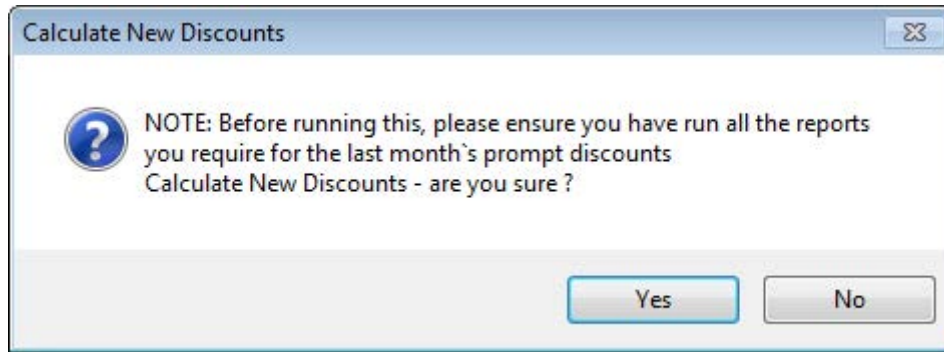 Calculate New Discounts
NOTE: Before running this, please ensure you have run all the reports
you require for the last month`s prompt discounts
Calculate New Discounts - are you sure ?
Yes
No